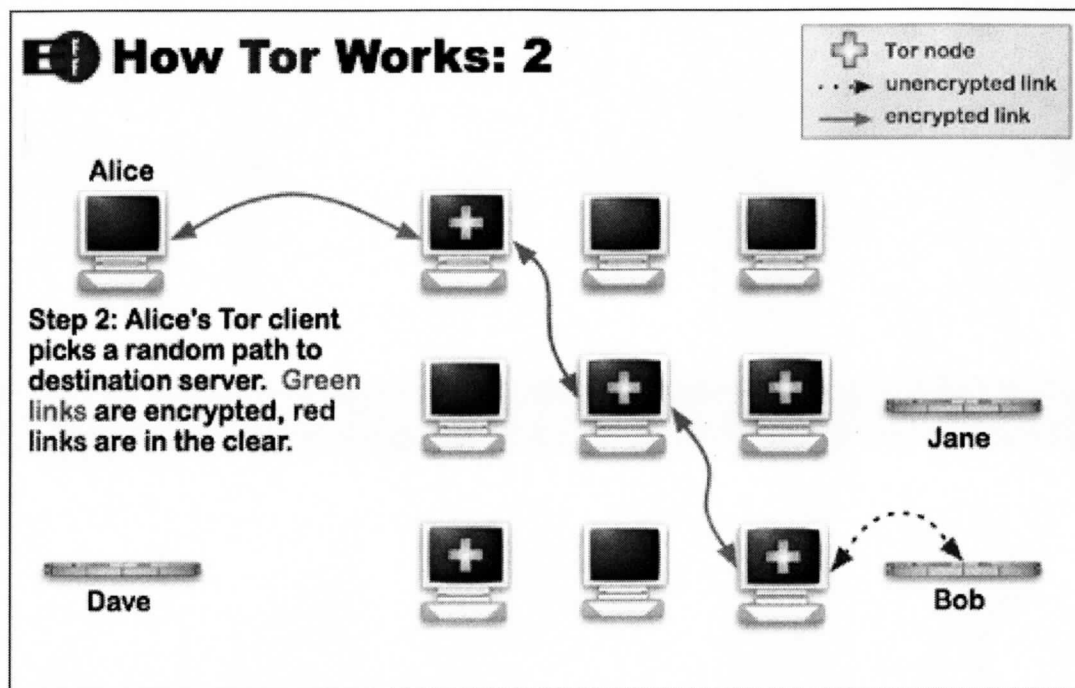 EFF How Tor Works: 2
Tor node
unencrypted link
encrypted link
Alice
Step 2: Alice's Tor client
picks a random path to
destination server. Green
links are encrypted, red
links are in the clear.
Jane
Dave
Bob